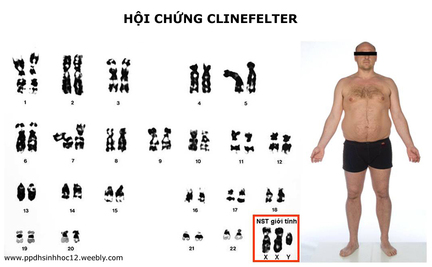 HỘI CHỨNG CLINEFELTER
1 2 3 4 5
6 7 8 9 10 11 12
13 14 15 16 17 18
NST giới tính
19 20 21 22
X X Y
www.ppdhsinhhoc12.weebly.com